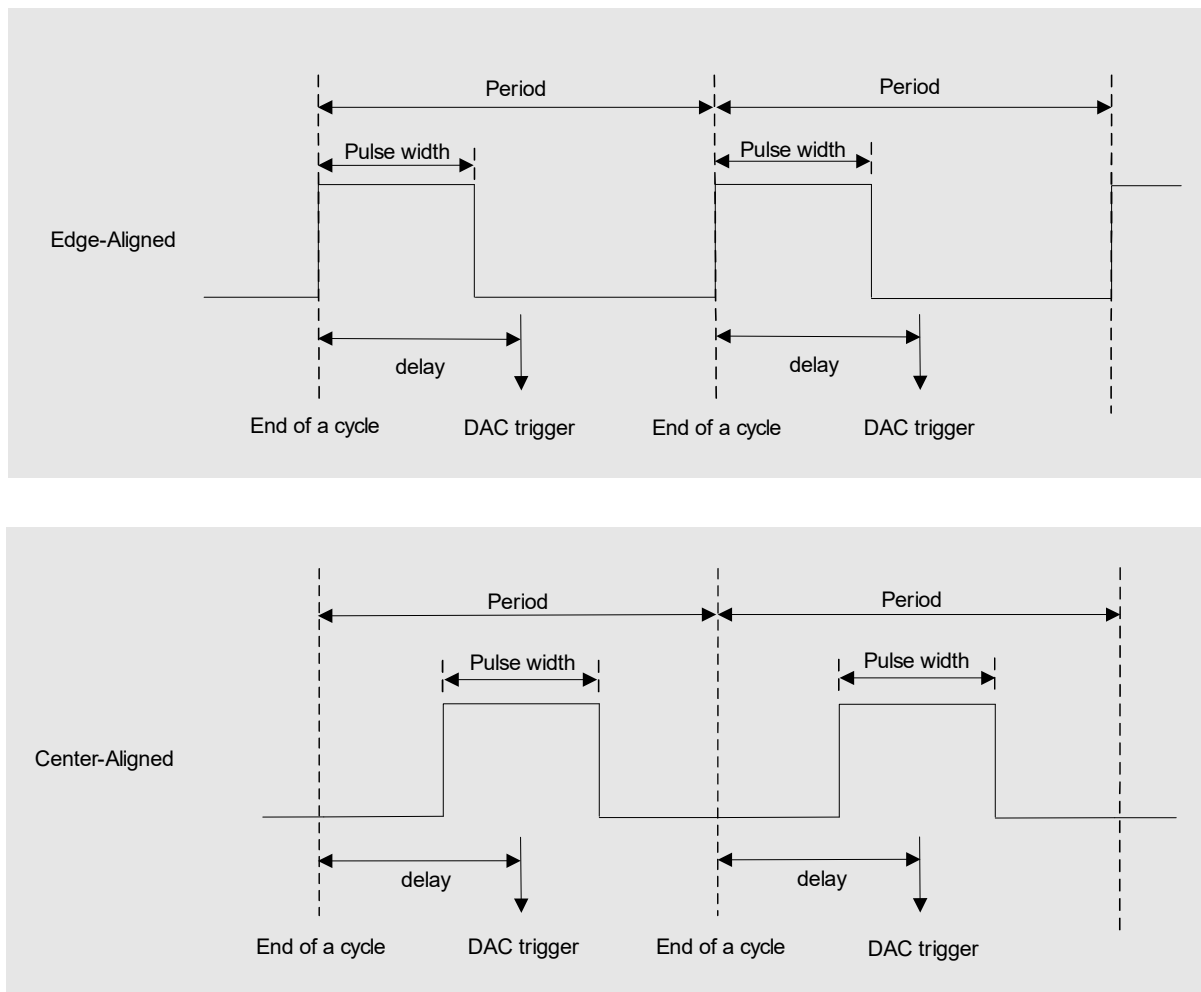 Period
Period
Pulse width
Pulse width
Edge-Aligned
delay
delay
End of a cycle
DAC trigger
End of a cycle
DAC trigger
Period
Period
Pulse width
Pulse width
Center-Aligned
delay
delay
End of a cycle
DAC trigger
End of a cycle
DAC trigger